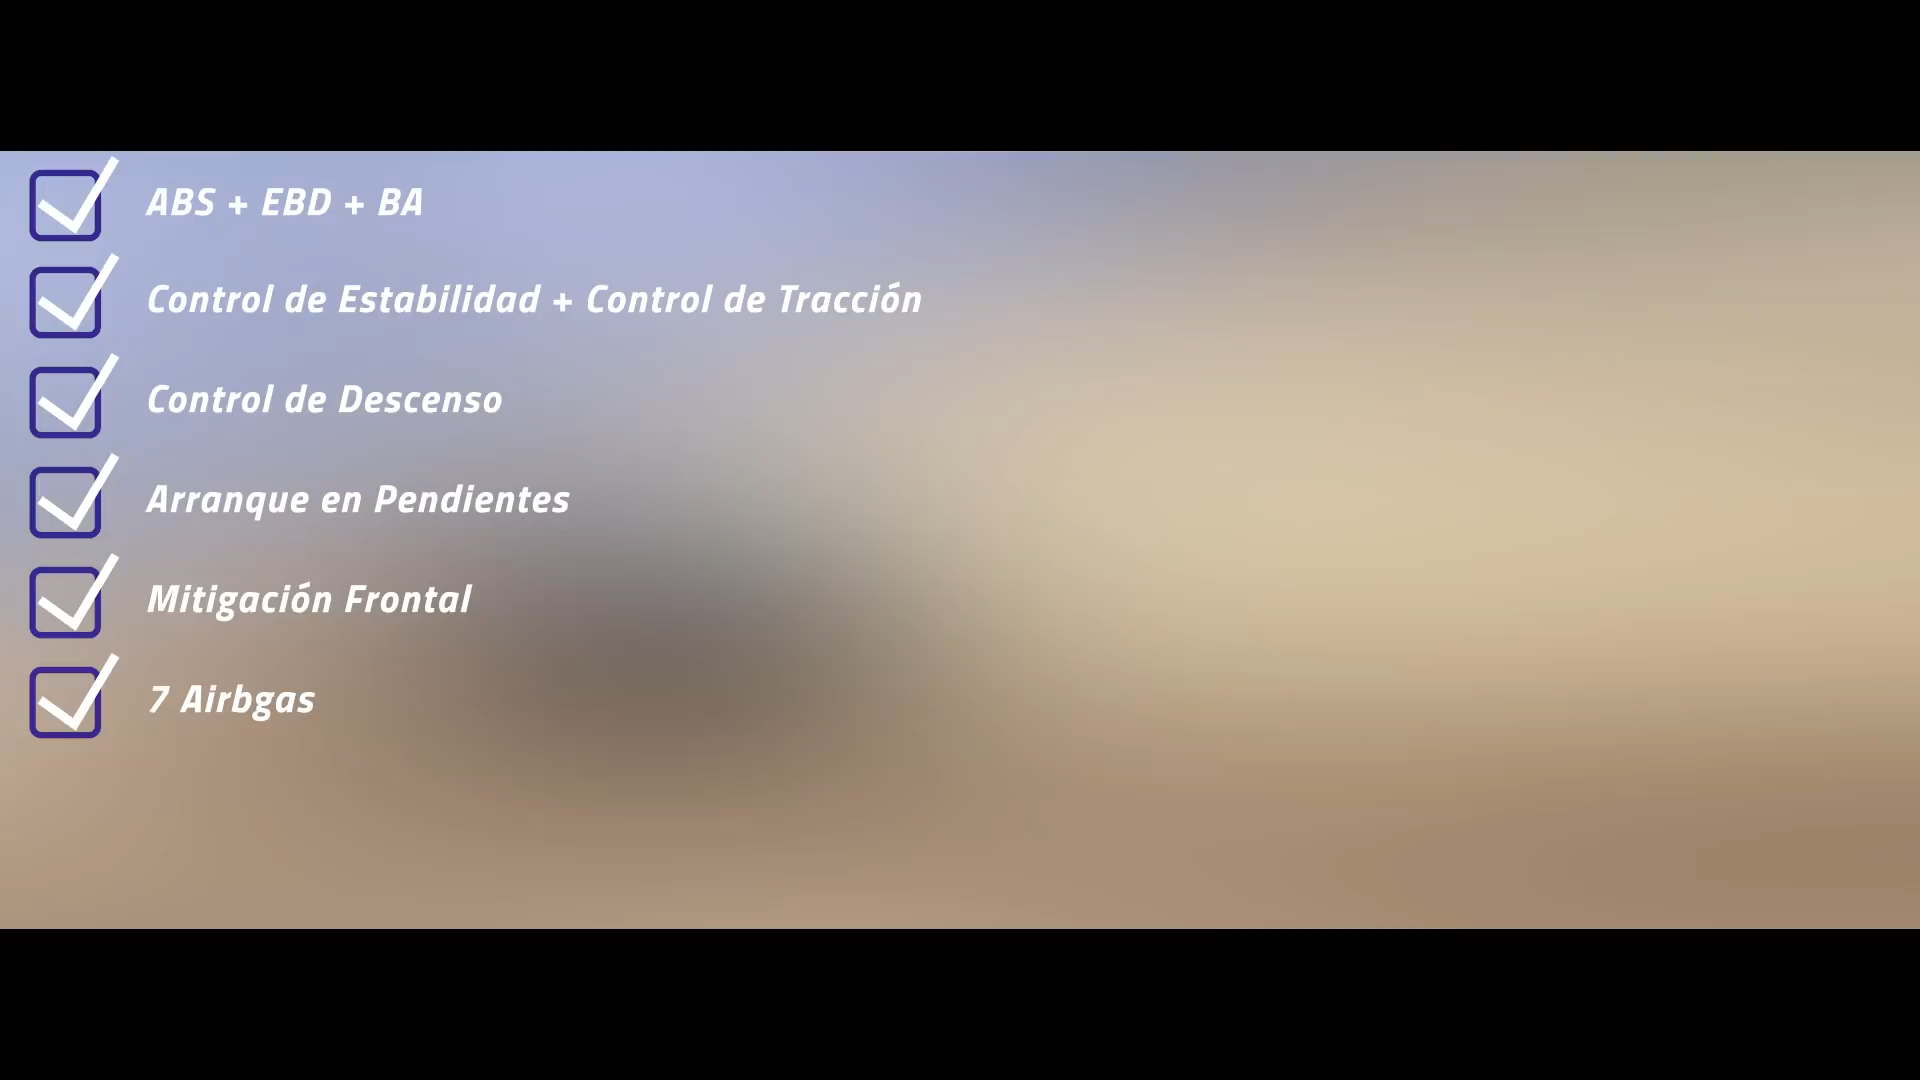 ABS + EBD + BA
Control de Estabilidad + Control de Tracción
Control de Descenso
Arranque en Pendientes
Mitigación Frontal
7 Airbgas